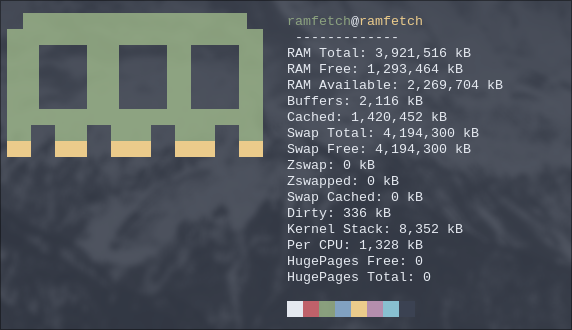 ramfetch@ramfetch
-------------
RAM Total: 3,921,516 kB
RAM Free: 1,293,464 kB
RAM Available: 2,269,704 kB
Buffers: 2,116 kB
Cached: 1,420,452 kB
Swap Total: 4,194,300 kB
Swap Free: 4,194,300 kB
Zswap: 0 kB
Zswapped: 0 kB
Swap Cached: 0 kB
Dirty: 336 kB
Kernel Stack: 8,352 kB
Per CPU: 1,328 kB
HugePages Free: 0
HugePages Total: 0